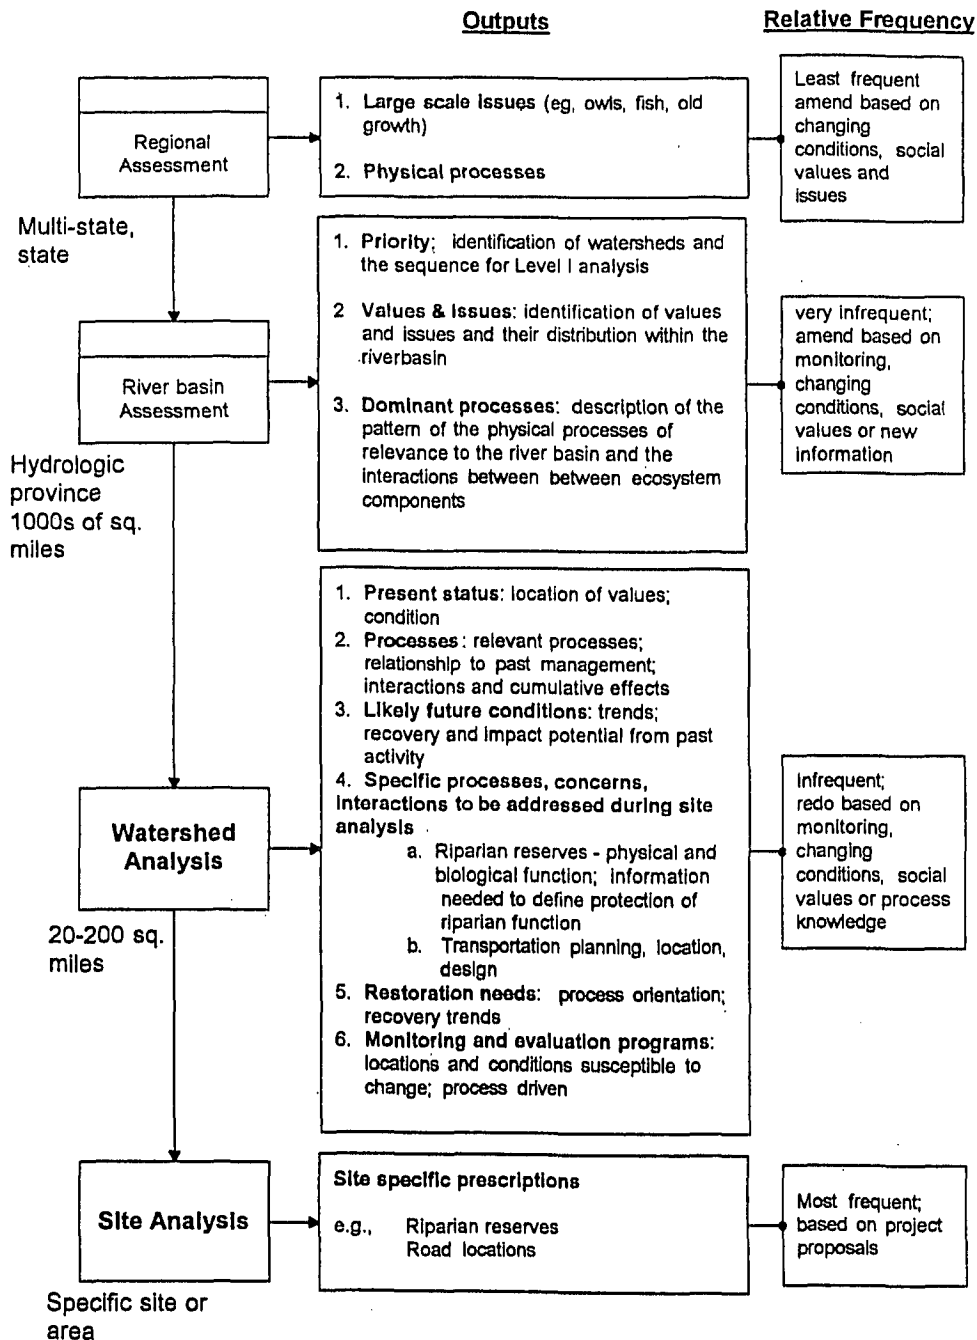 Outputs
Relative Frequency
Regional
Assessment
1. Large scale issues (eg, owls, fish, old
growth)
2. Physical processes
Least frequent
amend based on
changing
conditions, social
values and
issues
Multi-state,
state
River basin
Assessment
1. Priority; identification of watersheds and
the sequence for Level I analysis
2 Values & Issues: identification of values
and issues and their distribution within the
riverbasin
3. Dominant processes: description of the
pattern of the physical processes of
relevance to the river basin and the
interactions between between ecosystem
components
very infrequent;
amend based on
monitoring,
changing
conditions, social
values or new
information
Hydrologic
province
1000s of sq.
miles
Watershed
Analysis
1. Present status: location of values;
condition
2. Processes: relevant processes;
relationship to past management;
interactions and cumulative effects
3. Likely future conditions: trends;
recovery and impact potential from past
activity
4. Specific processes, concerns,
interactions to be addressed during site
analysis
a. Riparian reserves - physical and
biological function; information
needed to define protection of
riparian function
b. Transportation planning, location,
design
5. Restoration needs: process orientation;
recovery trends
6. Monitoring and evaluation programs:
locations and conditions susceptible to
change; process driven
Infrequent;
redo based on
monitoring,
changing
conditions, social
values or process
knowledge
20-200 sq.
miles
Site Analysis
Site specific prescriptions
e.g., Riparian reserves
Road locations
Most frequent;
based on project
proposals
Specific site or
area